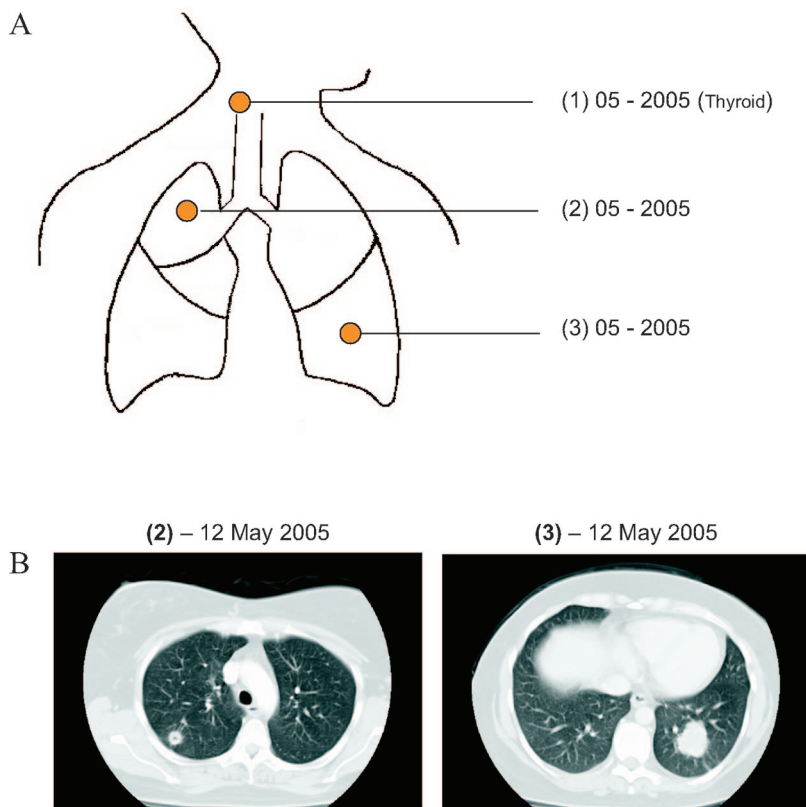 A
(1) 05 - 2005 (Thyroid)
(2) 05 - 2005
(3) 05 - 2005
B
(2) – 12 May 2005
(3) – 12 May 2005